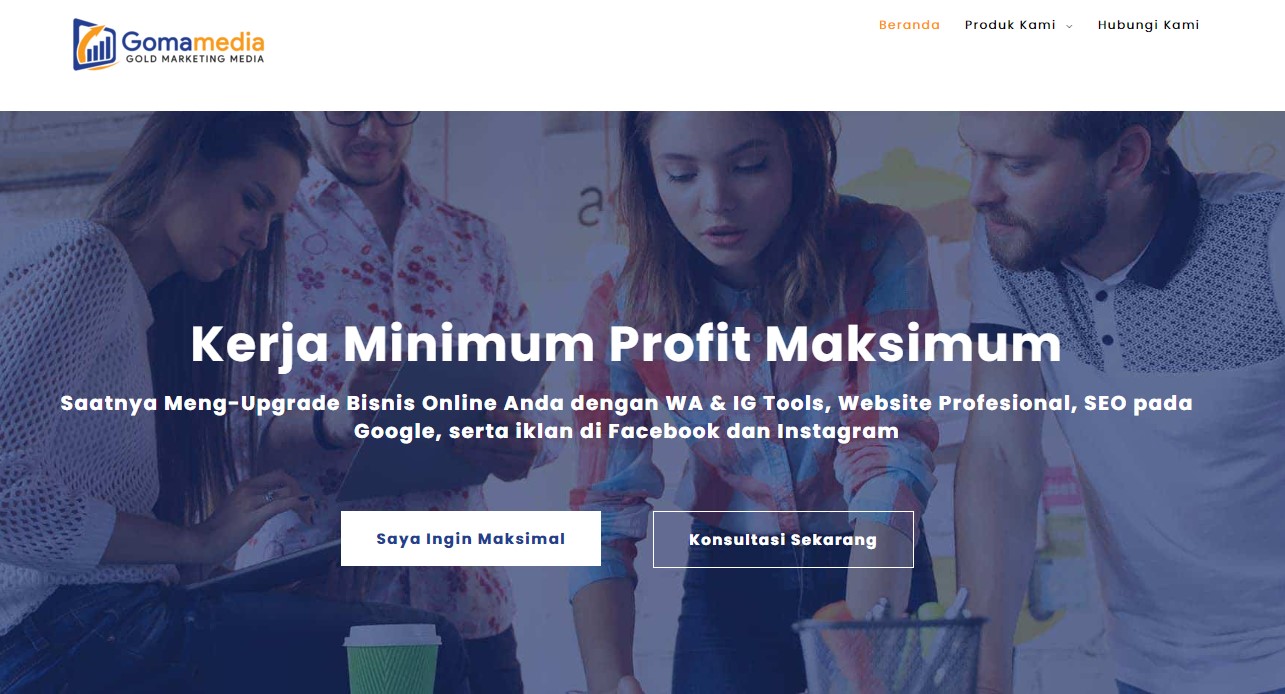 Gomamedia
GOLD MARKETING MEDIA
Beranda
Produk Kami
Hubungi Kami
Kerja Minimum Profit Maksimum
Saatnya Meng-Upgrade Bisnis Online Anda dengan WA & IG Tools, Website Profesional, SEO pada
Google, serta iklan di Facebook dan Instagram
Saya Ingin Maksimal
Konsultasi Sekarang